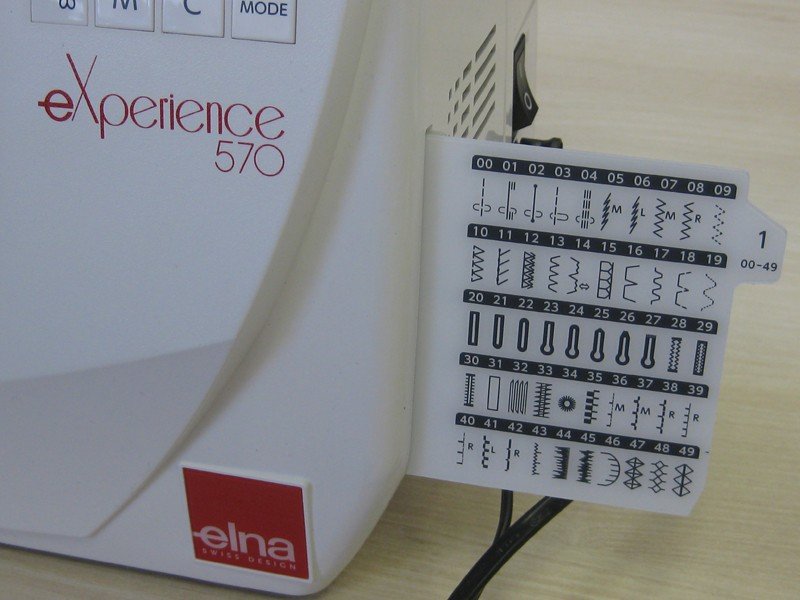 8 M C MODE
eXperience
570
00 01 02 03 04 05 06 07 08 09
M L M R
1
00-49
10 11 12 13 14 15 16 17 18 19
20 21 22 23 24 25 26 27 28 29
30 31 32 33 34 35 36 37 38 39
M M R R
40 41 42 43 44 45 46 47 48 49
R L R
elna
SWISS DESIGN